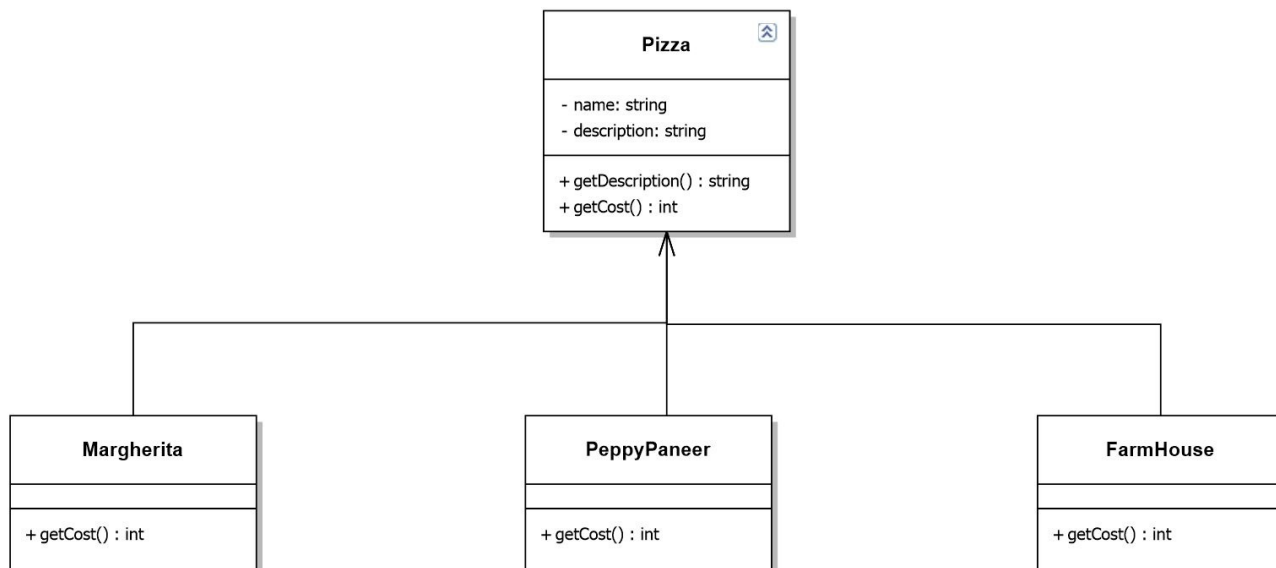 Pizza
- name: string
- description: string
+ getDescription() : string
+ getCost() : int
Margherita
+ getCost() : int
PeppyPaneer
+ getCost() : int
FarmHouse
+ getCost() : int